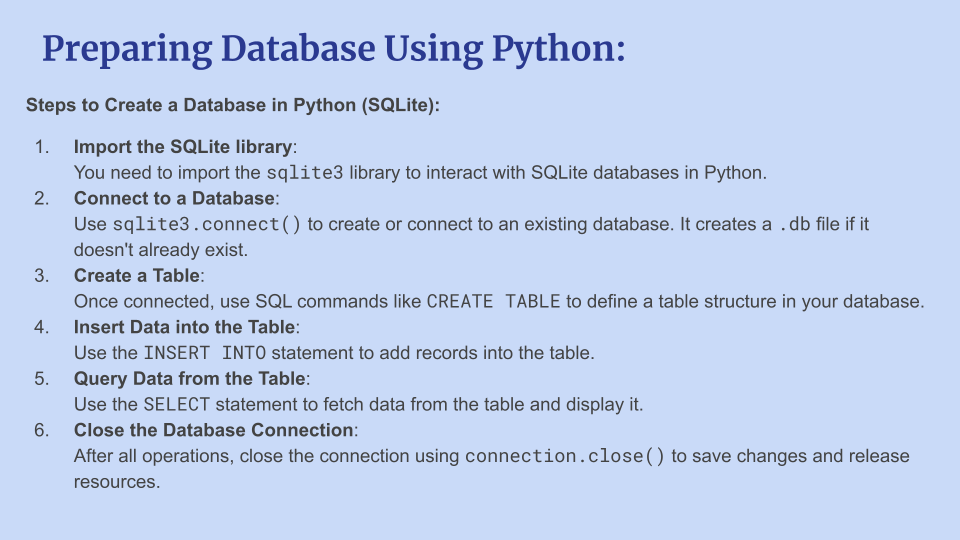 Preparing Database Using Python:
Steps to Create a Database in Python (SQLite):
1. Import the SQLite library:
You need to import the sqlite3 library to interact with SQLite databases in Python.
2. Connect to a Database:
Use sqlite3.connect() to create or connect to an existing database. It creates a .db file if it
doesn't already exist.
3. Create a Table:
Once connected, use SQL commands like CREATE TABLE to define a table structure in your database.
4. Insert Data into the Table:
Use the INSERT INTO statement to add records into the table.
5. Query Data from the Table:
Use the SELECT statement to fetch data from the table and display it.
6. Close the Database Connection:
After all operations, close the connection using connection.close() to save changes and release
resources.